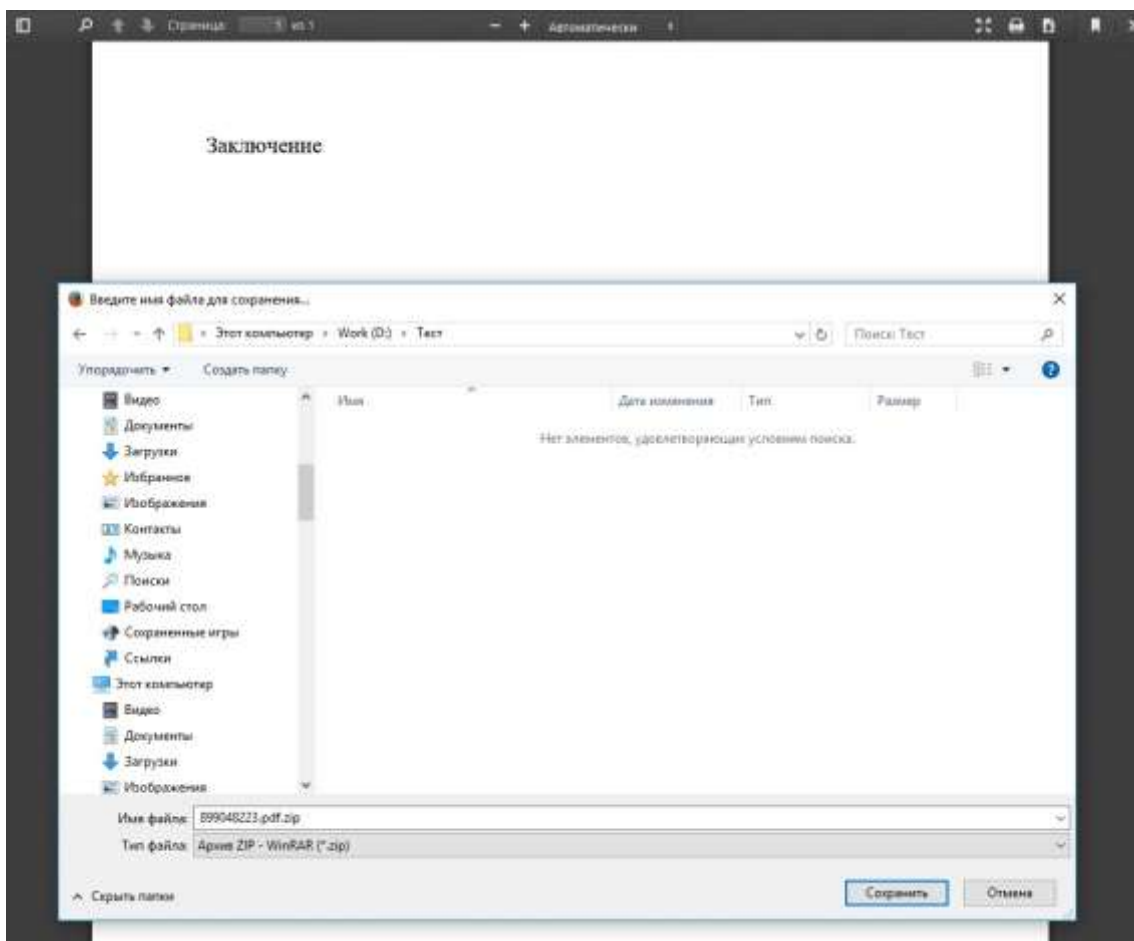 Страница: 1 из 1
− + Автоматически
Заключение
Введите имя файла для сохранения...
Этот компьютер › Work (D:) › Тест
Поиск: Тест
Упорядочить Создать папку
Имя Дата изменения Тип Размер
Нет элементов, удовлетворяющих условиям поиска.
Видео
Документы
Загрузки
Избранное
Изображения
Контакты
Музыка
Поиски
Рабочий стол
Сохраненные игры
Ссылки
Этот компьютер
Видео
Документы
Загрузки
Изображения
Имя файла: 899048223.pdf.zip
Тип файла: Архив ZIP - WinRAR (*.zip)
Скрыть папки
Сохранить Отмена